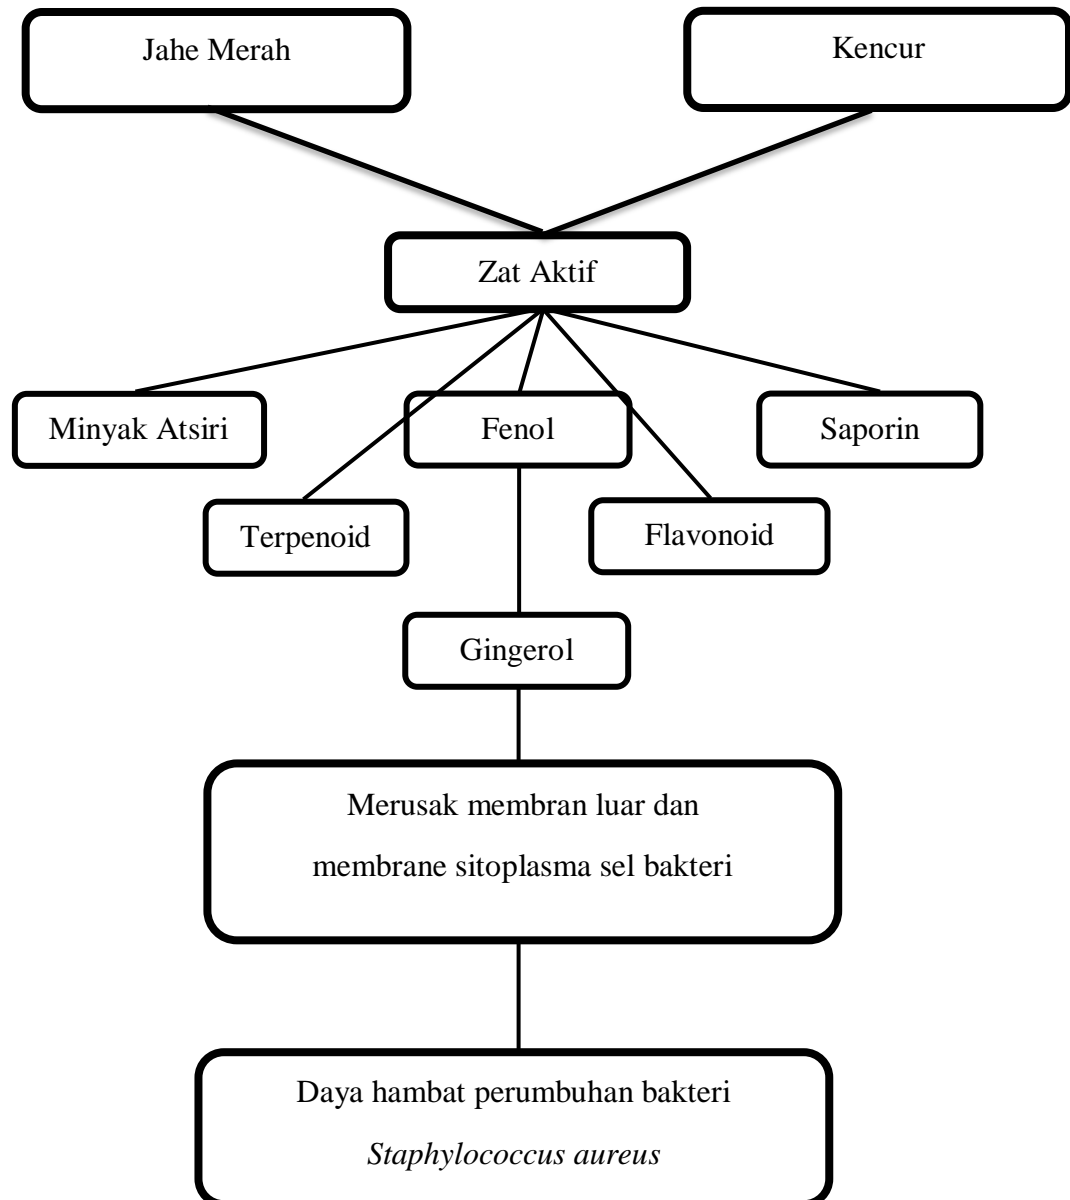 Jahe Merah
Kencur
Zat Aktif
Minyak Atsiri
Fenol
Saporin
Terpenoid
Flavonoid
Gingerol
Merusak membran luar dan
membrane sitoplasma sel bakteri
Daya hambat perumbuhan bakteri
Staphylococcus aureus